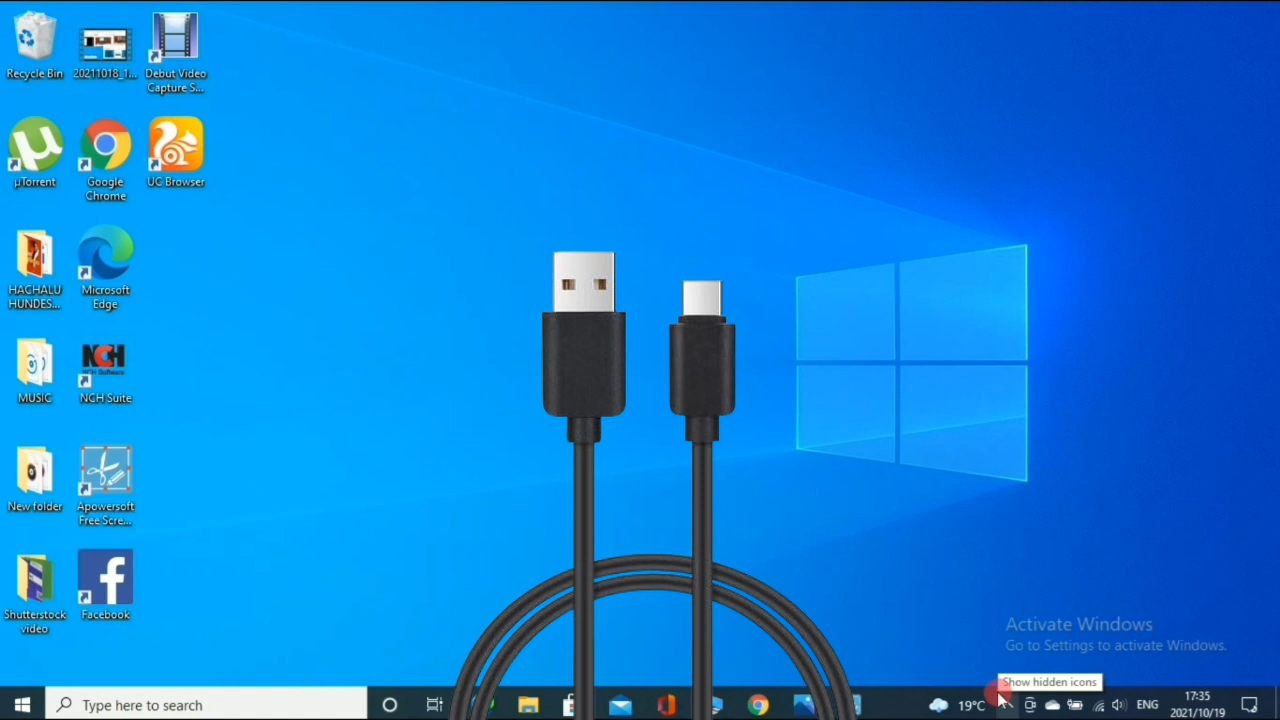 Recycle Bin
20211018_1...
Debut Video
Capture S...
µTorrent
Google
Chrome
UC Browser
HACHALU
HUNDES...
Microsoft
Edge
MUSIC
NCH
NCH Software
NCH Suite
New folder
Apowersoft
Free Scre...
Shutterstock
video
Facebook
Activate Windows
Go to Settings to activate Windows.
Show hidden icons
Type here to search
19°C
ENG
17:35
2021/10/19